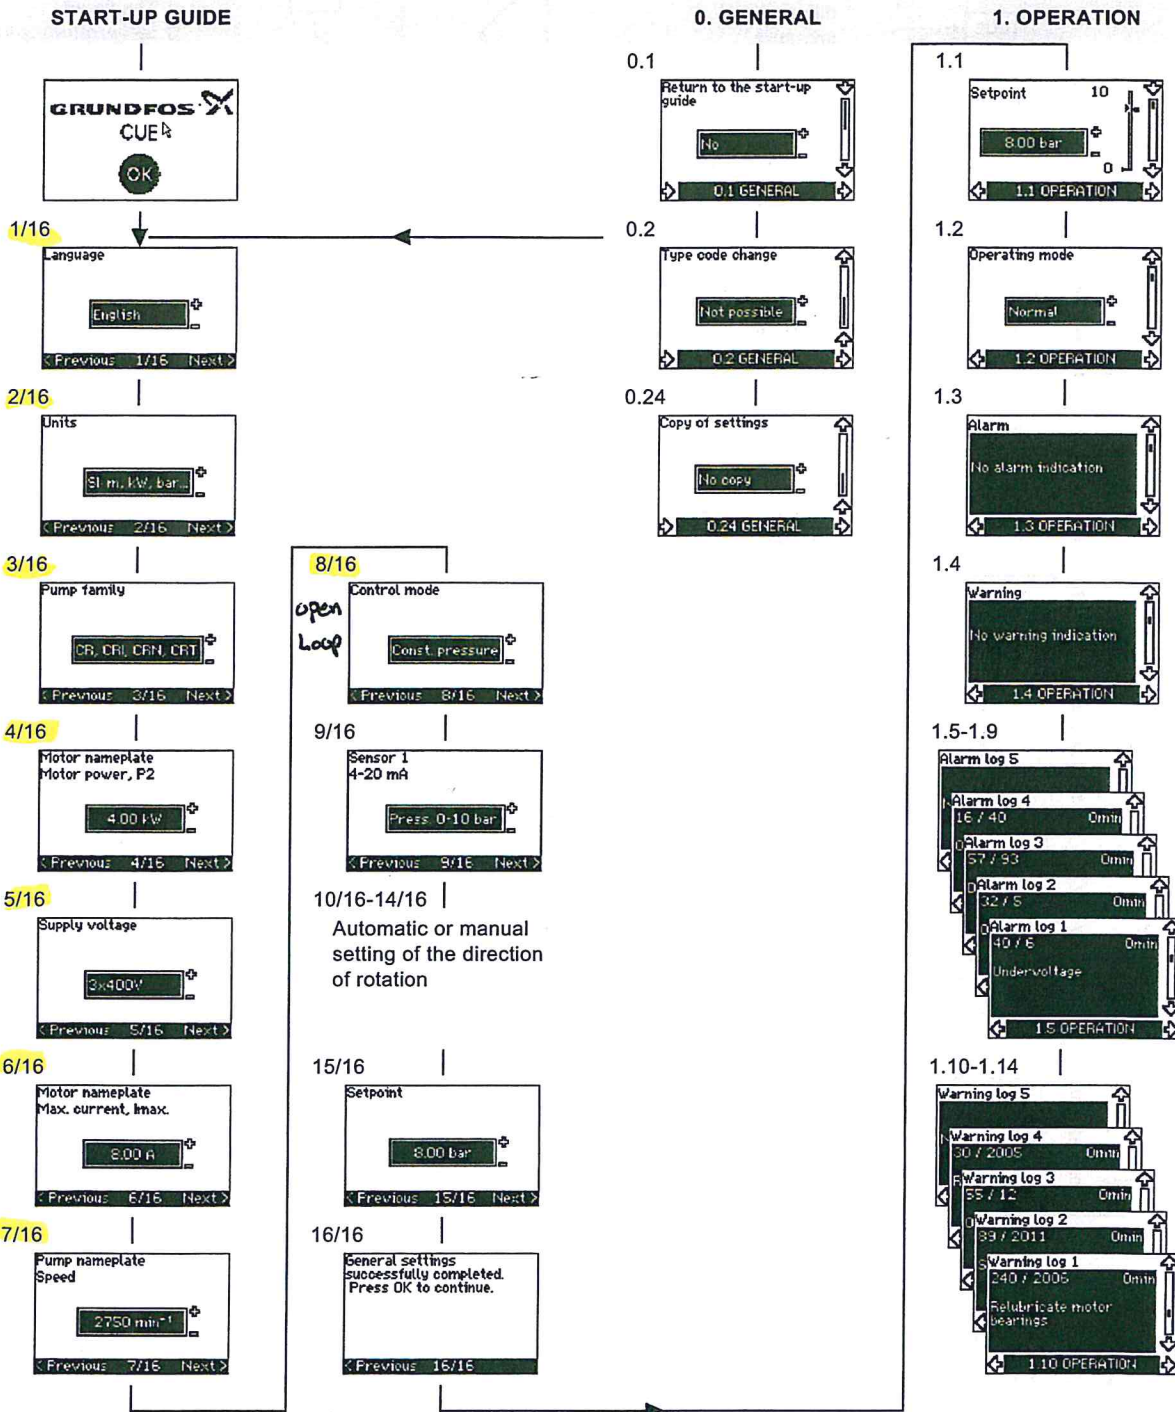 START-UP GUIDE
GRUNDFOS
CUE
OK
1/16
Language
English
< Previous 1/16 Next >
2/16
Units
SI m, kW, bar...
< Previous 2/16 Next >
3/16
Pump family
CR, CRI, CRN, CRT
< Previous 3/16 Next >
4/16
Motor nameplate
Motor power, P2
4.00 kW
< Previous 4/16 Next >
5/16
Supply voltage
3x400V
< Previous 5/16 Next >
6/16
Motor nameplate
Max. current, Imax.
8.00 A
< Previous 6/16 Next >
7/16
Pump nameplate
Speed
2750 min⁻¹
< Previous 7/16 Next >
8/16
open
Loop
Control mode
Const. pressure
< Previous 8/16 Next >
9/16
Sensor 1
4-20 mA
Press. 0-10 bar
< Previous 9/16 Next >
10/16-14/16
Automatic or manual
setting of the direction
of rotation
15/16
Setpoint
8.00 bar
< Previous 15/16 Next >
16/16
General settings
successfully completed.
Press OK to continue.
< Previous 16/16
0. GENERAL
0.1
Return to the start-up
guide
No
0.1 GENERAL
0.2
Type code change
Not possible
0.2 GENERAL
0.24
Copy of settings
No copy
0.24 GENERAL
1. OPERATION
1.1
Setpoint
10
8.00 bar
0
1.1 OPERATION
1.2
Operating mode
Normal
1.2 OPERATION
1.3
Alarm
No alarm indication
1.3 OPERATION
1.4
Warning
No warning indication
1.4 OPERATION
1.5-1.9
Alarm log 5
Alarm log 4
16 / 40 0min
Alarm log 3
57 / 93 0min
Alarm log 2
32 / 5 0min
Alarm log 1
40 / 6 0min
Undervoltage
1.5 OPERATION
1.10-1.14
Warning log 5
Warning log 4
30 / 2005 0min
Warning log 3
55 / 12 0min
Warning log 2
89 / 2011 0min
Warning log 1
240 / 2006 0min
Relubricate motor
bearings
1.10 OPERATION